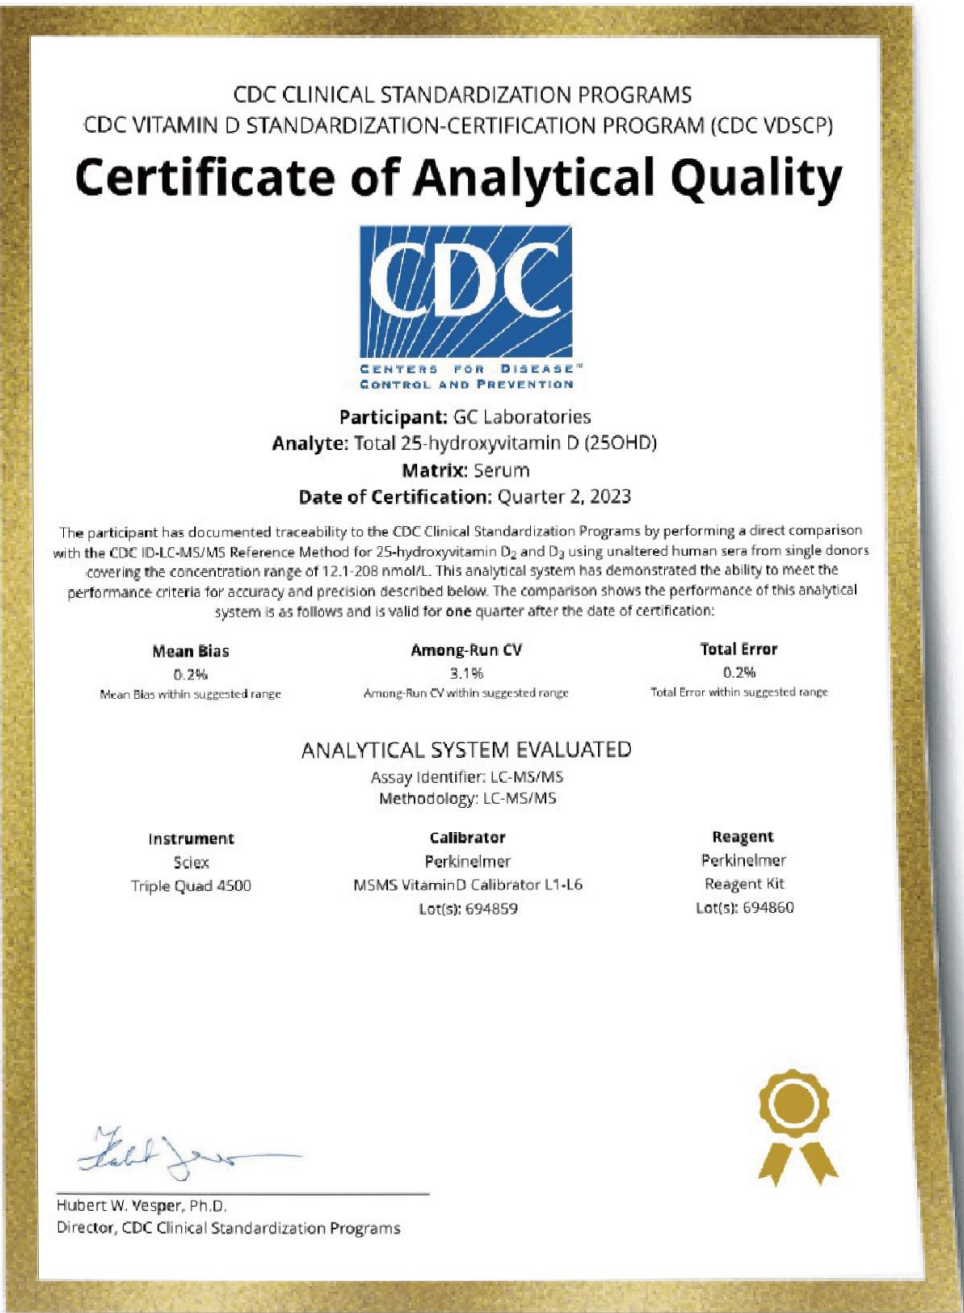 CDC CLINICAL STANDARDIZATION PROGRAMS
CDC VITAMIN D STANDARDIZATION-CERTIFICATION PROGRAM (CDC VDSCP)
Certificate of Analytical Quality
CDC
CENTERS FOR DISEASE™
CONTROL AND PREVENTION
Participant: GC Laboratories
Analyte: Total 25-hydroxyvitamin D (25OHD)
Matrix: Serum
Date of Certification: Quarter 2, 2023
The participant has documented traceability to the CDC Clinical Standardization Programs by performing a direct comparison
with the CDC ID-LC-MS/MS Reference Method for 25-hydroxyvitamin D₂ and D₃ using unaltered human sera from single donors
covering the concentration range of 12.1-208 nmol/L. This analytical system has demonstrated the ability to meet the
performance criteria for accuracy and precision described below. The comparison shows the performance of this analytical
system is as follows and is valid for one quarter after the date of certification:
Mean Bias Among-Run CV Total Error
0.2% 3.1% 0.2%
Mean Bias within suggested range Among-Run CV within suggested range Total Error within suggested range
ANALYTICAL SYSTEM EVALUATED
Assay Identifier: LC-MS/MS
Methodology: LC-MS/MS
Instrument Calibrator Reagent
Sciex Perkinelmer Perkinelmer
Triple Quad 4500 MSMS VitaminD Calibrator L1-L6 Reagent Kit
Lot(s): 694859 Lot(s): 694860
Hubert W. Vesper, Ph.D.
Director, CDC Clinical Standardization Programs